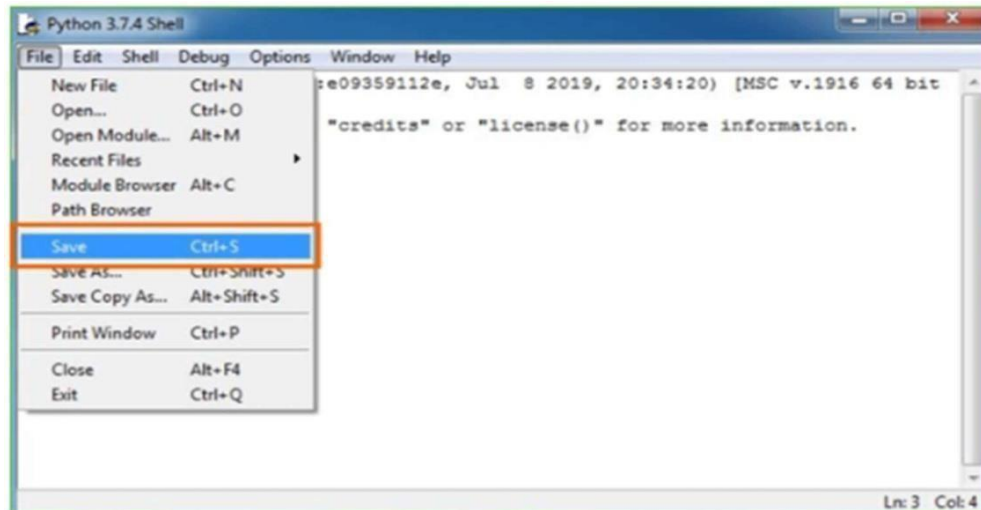 Python 3.7.4 Shell
File Edit Shell Debug Options Window Help
New File Ctrl+N
:e09359112e, Jul 8 2019, 20:34:20) [MSC v.1916 64 bit
Open... Ctrl+O
Open Module... Alt+M
"credits" or "license()" for more information.
Recent Files
Module Browser Alt+C
Path Browser
Save Ctrl+S
Save As... Ctrl+Shift+S
Save Copy As... Alt+Shift+S
Print Window Ctrl+P
Close Alt+F4
Exit Ctrl+Q
Ln: 3 Col: 4